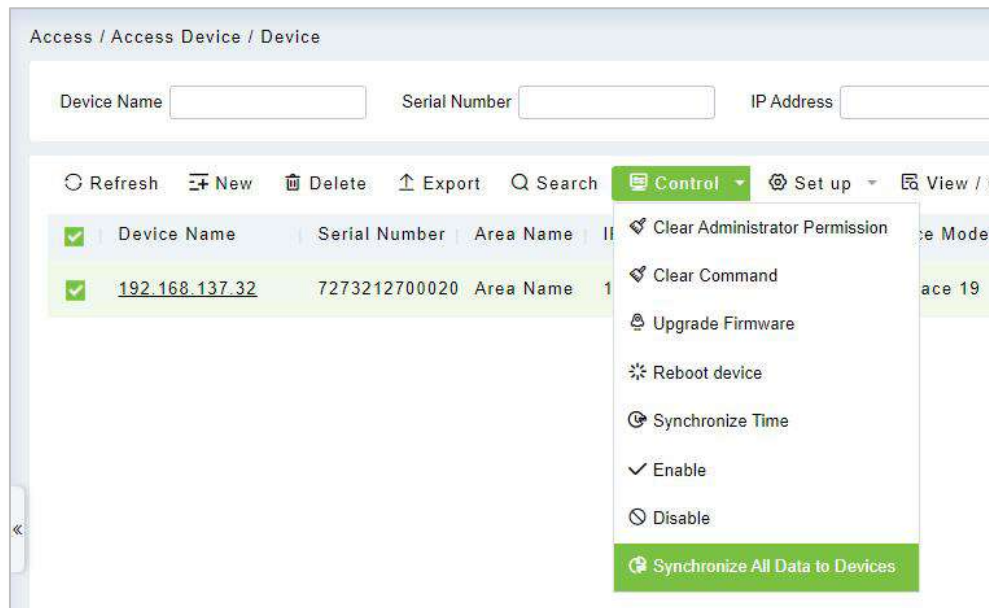 Access / Access Device / Device
Device Name Serial Number IP Address
Refresh New Delete Export Search Control Set up View /
Device Name Serial Number Area Name
192.168.137.32 7273212700020 Area Name 1 ace 19
Clear Administrator Permission
Clear Command
Upgrade Firmware
Reboot device
Synchronize Time
Enable
Disable
Synchronize All Data to Devices